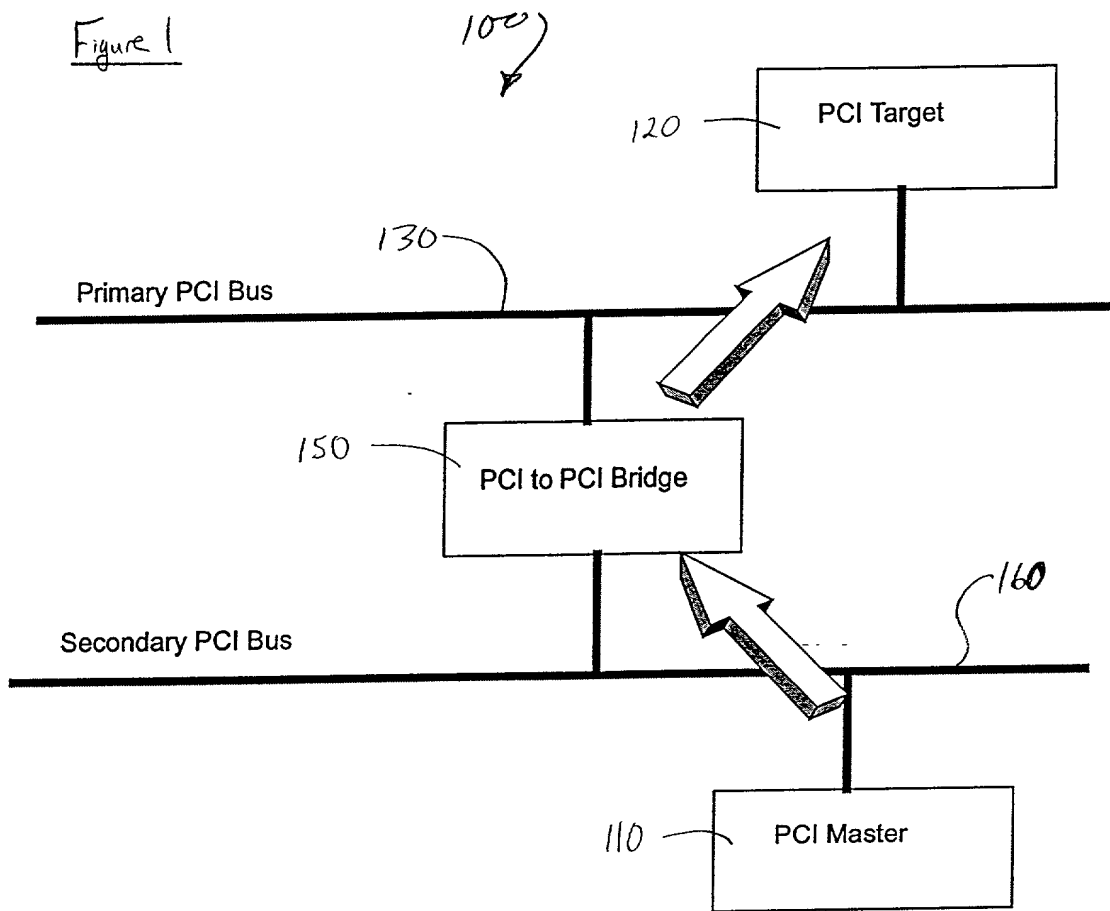 Figure 1
100
PCI Target
120
130
Primary PCI Bus
150
PCI to PCI Bridge
160
Secondary PCI Bus
PCI Master
110